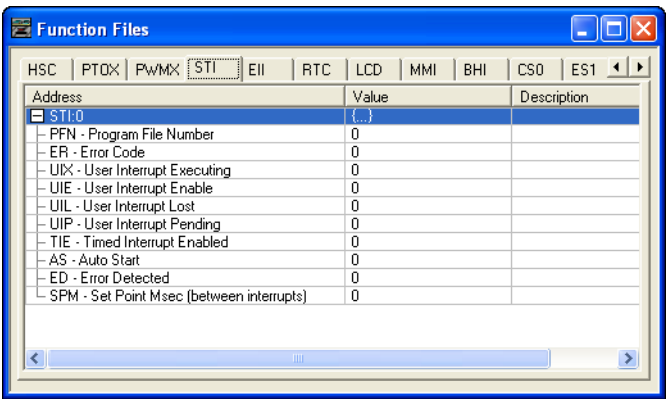 Function Files
HSC PTOX PWMX STI EII RTC LCD MMI BHI CS0 ES1
Address Value Description
STI:0 {...}
PFN - Program File Number 0
ER - Error Code 0
UIX - User Interrupt Executing 0
UIE - User Interrupt Enable 0
UIL - User Interrupt Lost 0
UIP - User Interrupt Pending 0
TIE - Timed Interrupt Enabled 0
AS - Auto Start 0
ED - Error Detected 0
SPM - Set Point Msec (between interrupts) 0